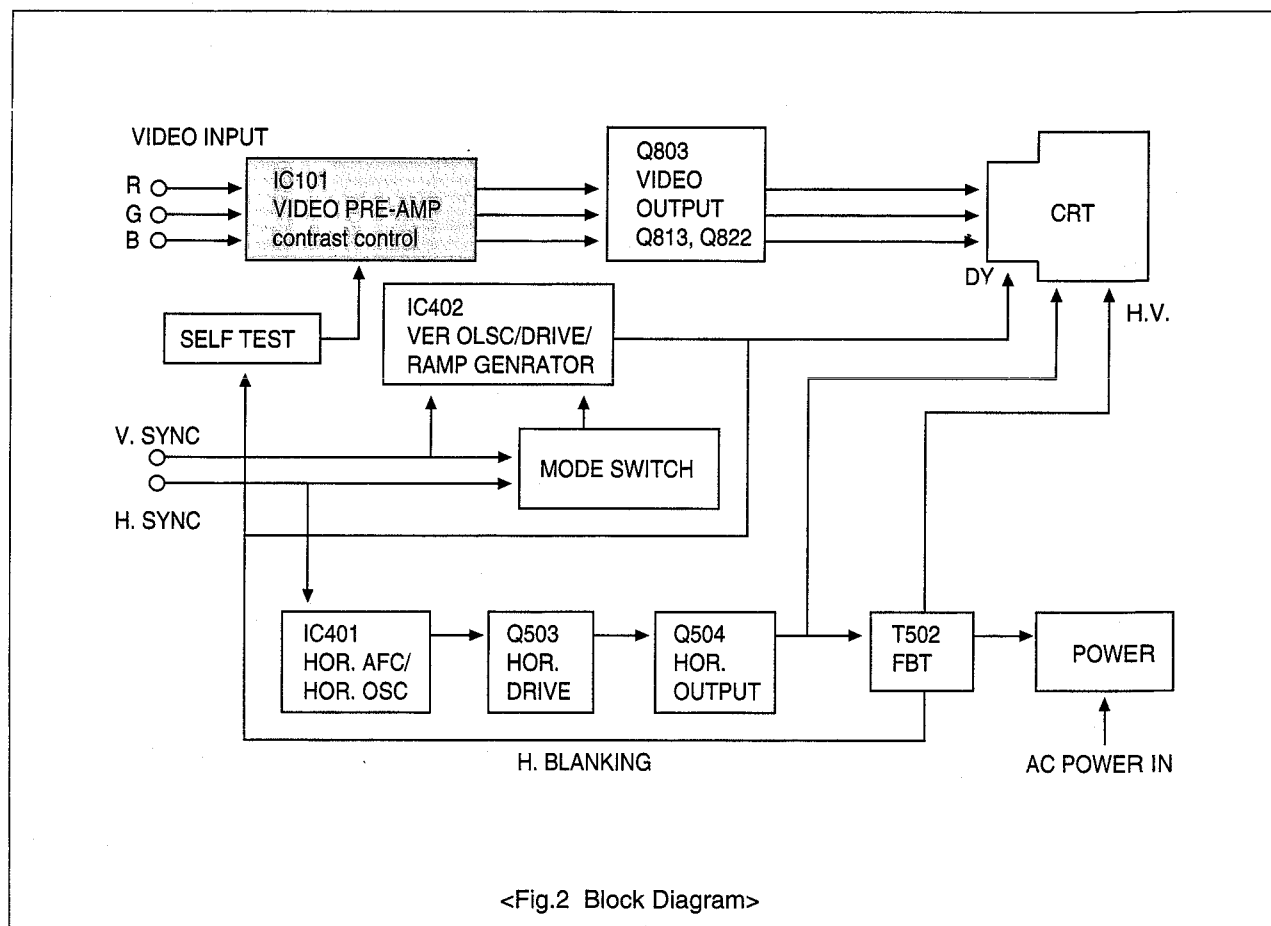 VIDEO INPUT
R
G
B
IC101
VIDEO PRE-AMP
contrast control
Q803
VIDEO
OUTPUT
Q813, Q822
CRT
DY
H.V.
SELF TEST
IC402
VER OLSC/DRIVE/
RAMP GENRATOR
V. SYNC
H. SYNC
MODE SWITCH
IC401
HOR. AFC/
HOR. OSC
Q503
HOR.
DRIVE
Q504
HOR.
OUTPUT
T502
FBT
POWER
H. BLANKING
AC POWER IN
<Fig.2 Block Diagram>